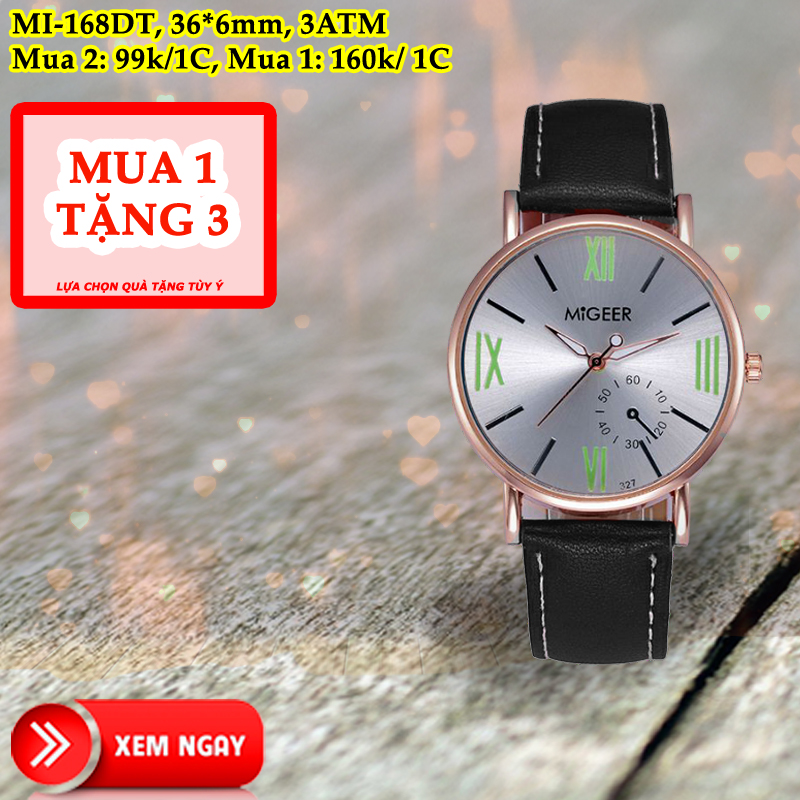 MI-168DT, 36*6mm, 3ATM
Mua 2: 99k/1C, Mua 1: 160k/ 1C
MUA 1
TẶNG 3
LỰA CHỌN QUÀ TẶNG TÙY Ý
XII
MiGEER
IX
III
60
50
10
40
20
30
VI
327
XEM NGAY